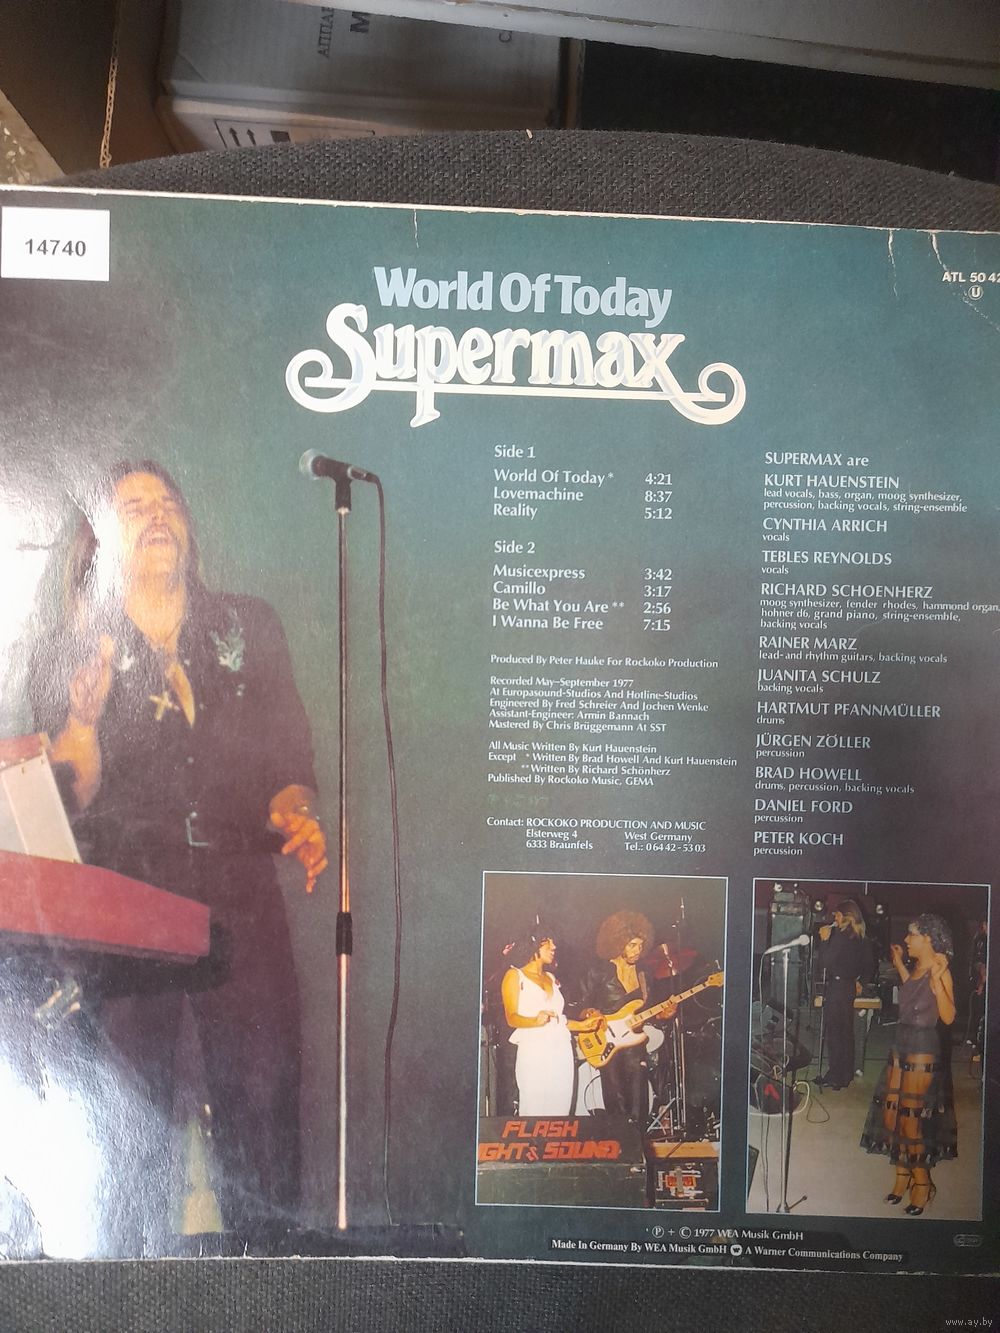 14740
ATL 50 42
U
World Of Today
Supermax
Side 1
World Of Today * 4:21
Lovemachine 8:37
Reality 5:12
Side 2
Musicexpress 3:42
Camillo 3:17
Be What You Are ** 2:56
I Wanna Be Free 7:15
Produced By Peter Hauke For Rockoko Production
Recorded May–September 1977
At Europasound-Studios And Hotline-Studios
Engineered By Fred Schreier And Jochen Wenke
Assistant-Engineer: Armin Bannach
Mastered By Chris Brüggemann At SST
All Music Written By Kurt Hauenstein
Except * Written By Brad Howell And Kurt Hauenstein
** Written By Richard Schönherz
Published By Rockoko Music, GEMA
Contact: ROCKOKO PRODUCTION AND MUSIC
Elsterweg 4 West Germany
6333 Braunfels Tel.: 0 64 42 - 53 03
SUPERMAX are
KURT HAUENSTEIN
lead vocals, bass, organ, moog synthesizer,
percussion, backing vocals, string-ensemble
CYNTHIA ARRICH
vocals
TEBLES REYNOLDS
vocals
RICHARD SCHOENHERZ
moog synthesizer, fender rhodes, hammond organ,
hohner d6, grand piano, string-ensemble,
backing vocals
RAINER MARZ
lead- and rhythm guitars, backing vocals
JUANITA SCHULZ
backing vocals
HARTMUT PFANNMÜLLER
drums
JÜRGEN ZÖLLER
percussion
BRAD HOWELL
drums, percussion, backing vocals
DANIEL FORD
percussion
PETER KOCH
percussion
FLASH
IGHT & SOUND
Ⓟ + © 1977 WEA Musik GmbH
Made In Germany By WEA Musik GmbH A Warner Communications Company
www.ay.by